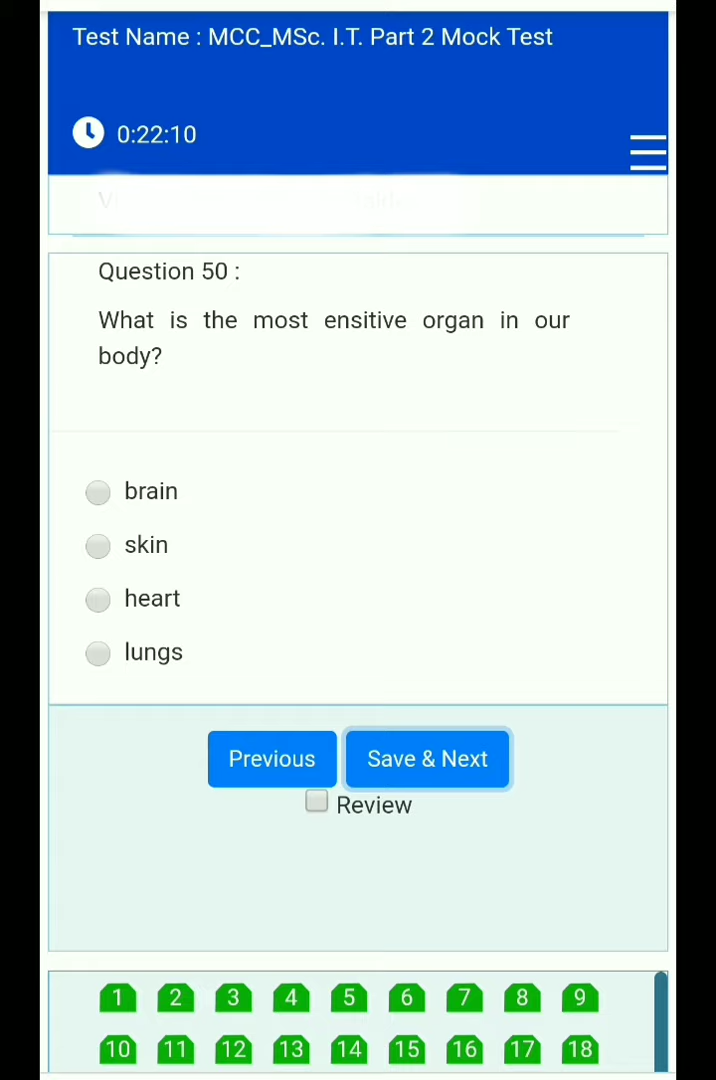 Test Name : MCC_MSc. I.T. Part 2 Mock Test
0:22:10
Question 50 :
What is the most ensitive organ in our
body?
brain
skin
heart
lungs
Previous Save & Next
Review
1 2 3 4 5 6 7 8 9
10 11 12 13 14 15 16 17 18